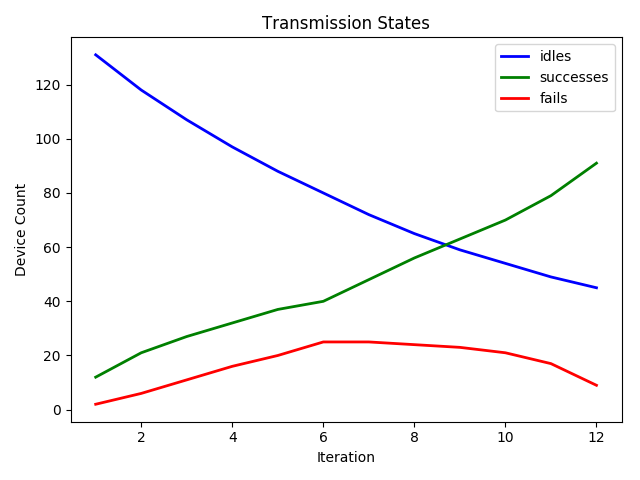 Transmission States
idles
successes
fails
120
100
80
60
40
20
0
Device Count
2 4 6 8 10 12
Iteration